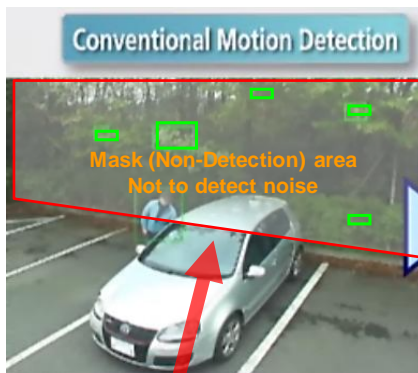 Conventional Motion Detection
Mask (Non-Detection) area
Not to detect noise